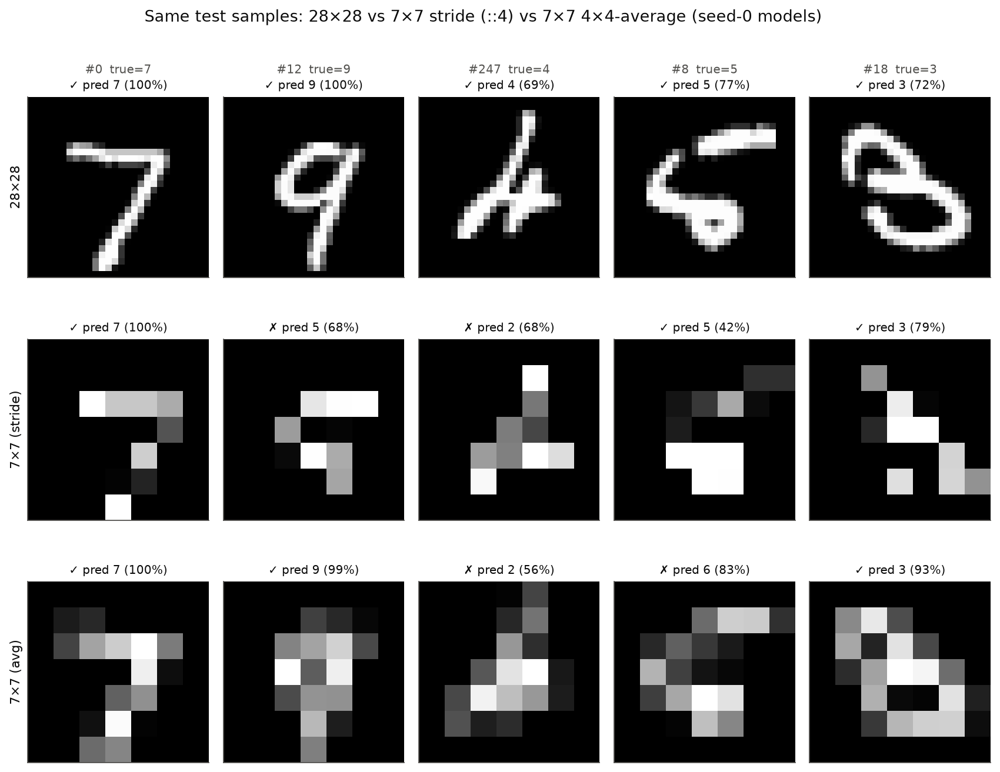 Same test samples: 28×28 vs 7×7 stride (::4) vs 7×7 4×4-average (seed-0 models)
#0 true=7
✓ pred 7 (100%)
#12 true=9
✓ pred 9 (100%)
#247 true=4
✓ pred 4 (69%)
#8 true=5
✓ pred 5 (77%)
#18 true=3
✓ pred 3 (72%)
28×28
✓ pred 7 (100%)
✗ pred 5 (68%)
✗ pred 2 (68%)
✓ pred 5 (42%)
✓ pred 3 (79%)
7×7 (stride)
✓ pred 7 (100%)
✓ pred 9 (99%)
✗ pred 2 (56%)
✗ pred 6 (83%)
✓ pred 3 (93%)
7×7 (avg)